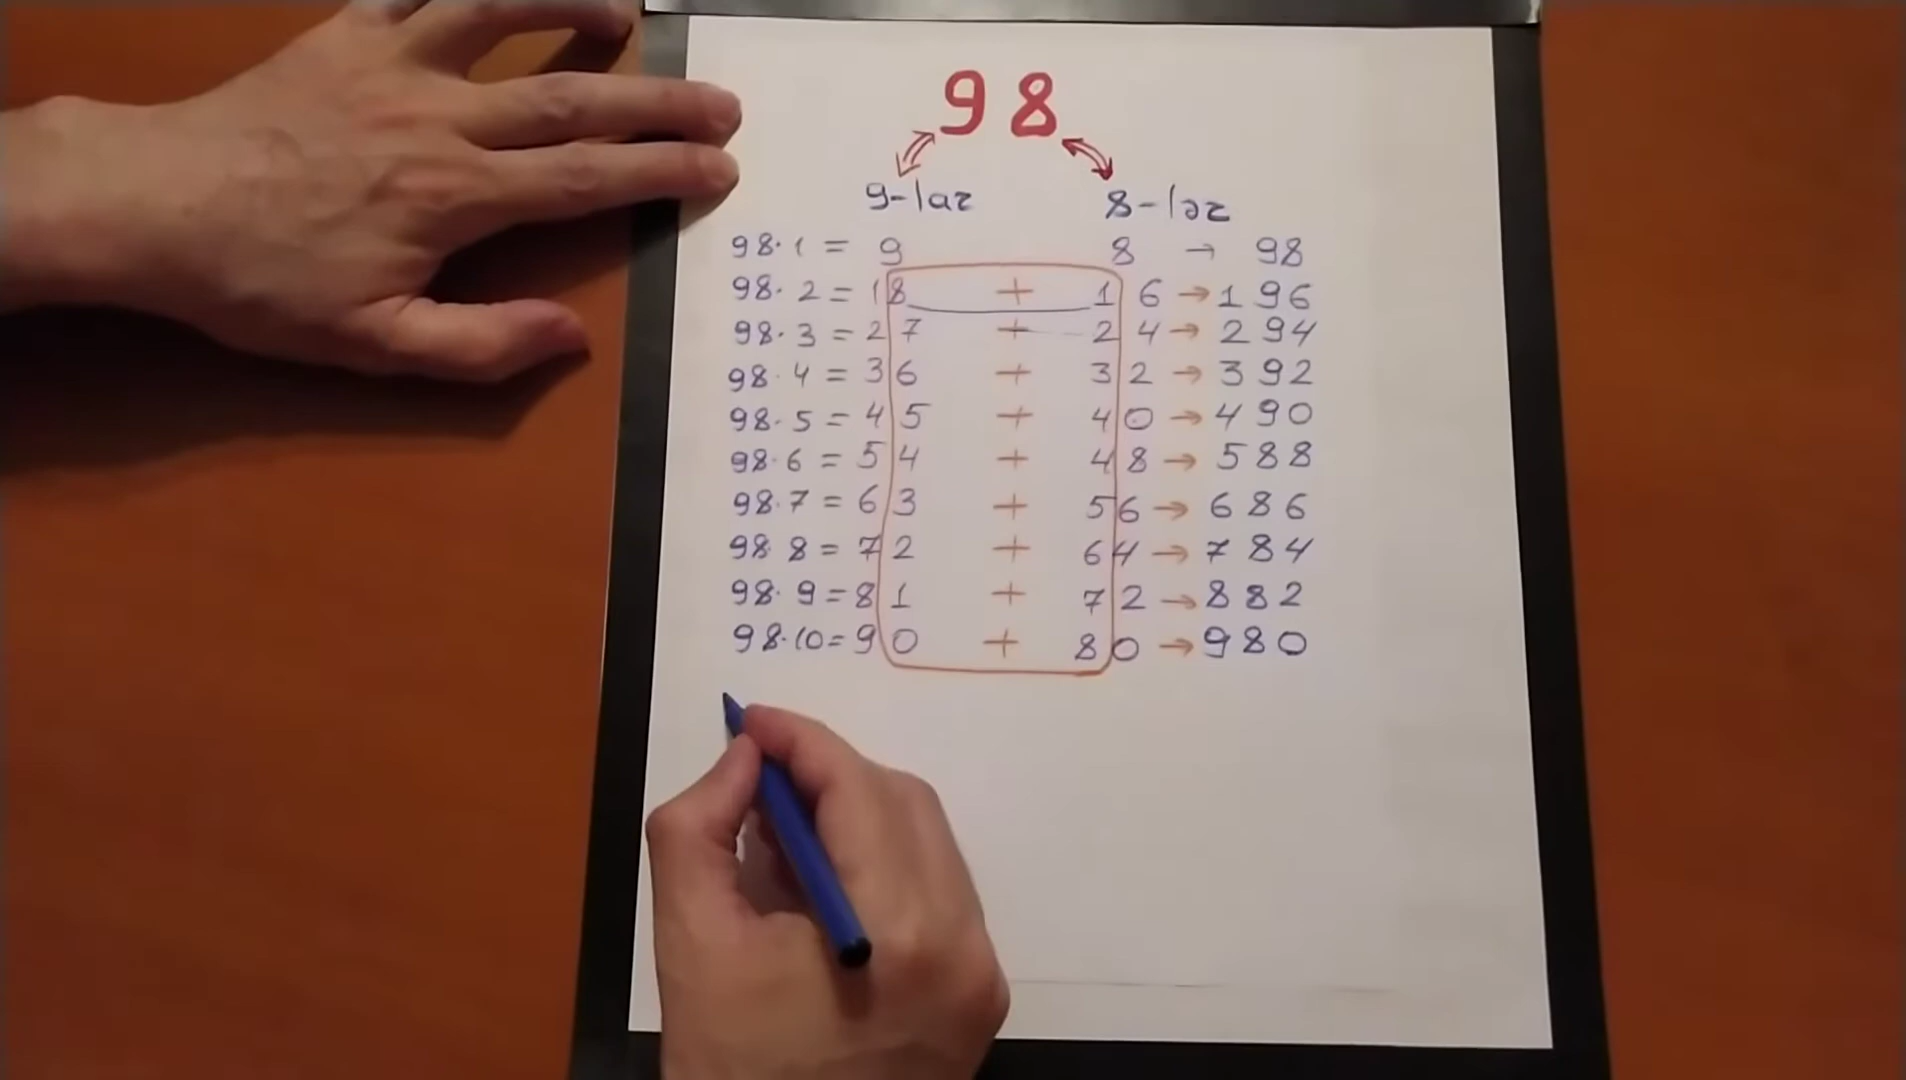 98
9-lar 8-lər
98·1 = 9 8 → 98
98·2 = 18 + 16 → 196
98·3 = 27 + 24 → 294
98·4 = 36 + 32 → 392
98·5 = 45 + 40 → 490
98·6 = 54 + 48 → 588
98·7 = 63 + 56 → 686
98 8 = 72 + 64 → 784
98·9 = 81 + 72 → 882
98·10 = 90 + 80 → 980